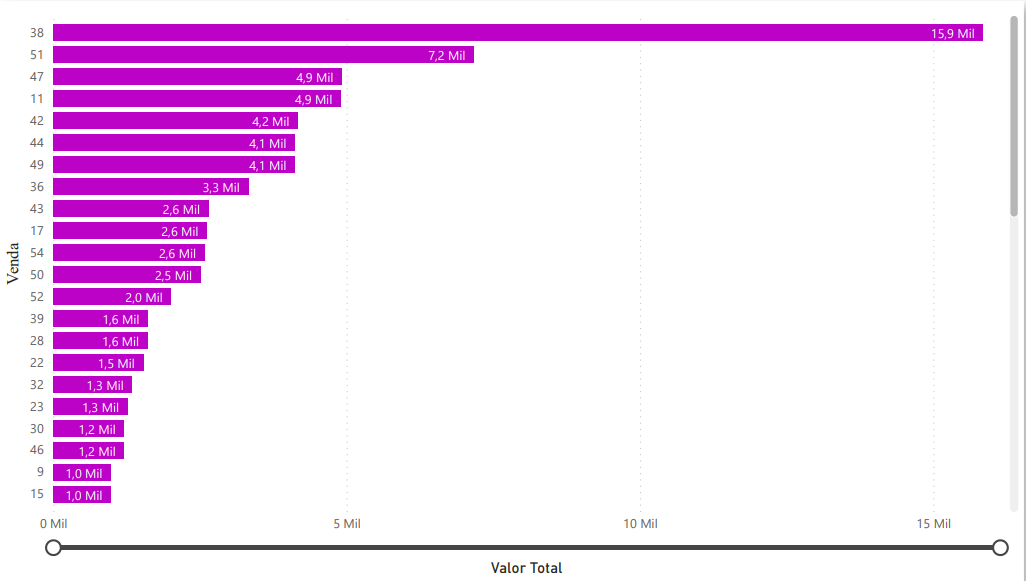 38 15,9 Mil
51 7,2 Mil
47 4,9 Mil
11 4,9 Mil
42 4,2 Mil
44 4,1 Mil
49 4,1 Mil
36 3,3 Mil
43 2,6 Mil
17 2,6 Mil
54 2,6 Mil
50 2,5 Mil
52 2,0 Mil
39 1,6 Mil
28 1,6 Mil
22 1,5 Mil
32 1,3 Mil
23 1,3 Mil
30 1,2 Mil
46 1,2 Mil
9 1,0 Mil
15 1,0 Mil
Venda
0 Mil 5 Mil 10 Mil 15 Mil
Valor Total